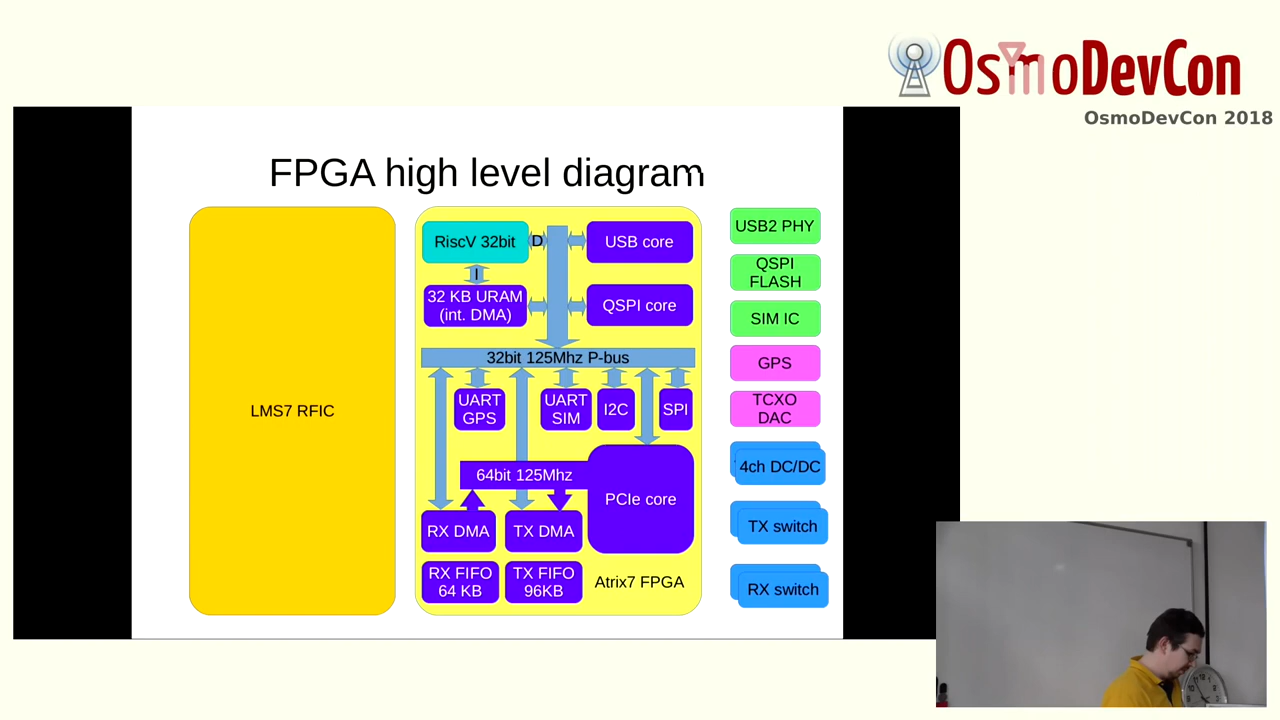 OsmoDevCon
OsmoDevCon 2018
FPGA high level diagram
LMS7 RFIC
RiscV 32bit
D
USB core
I
32 KB URAM
(int. DMA)
QSPI core
32bit 125Mhz P-bus
UART
GPS
UART
SIM
I2C
SPI
64bit 125Mhz
PCIe core
RX DMA
TX DMA
RX FIFO
64 KB
TX FIFO
96KB
Atrix7 FPGA
USB2 PHY
QSPI
FLASH
SIM IC
GPS
TCXO
DAC
4ch DC/DC
TX switch
RX switch